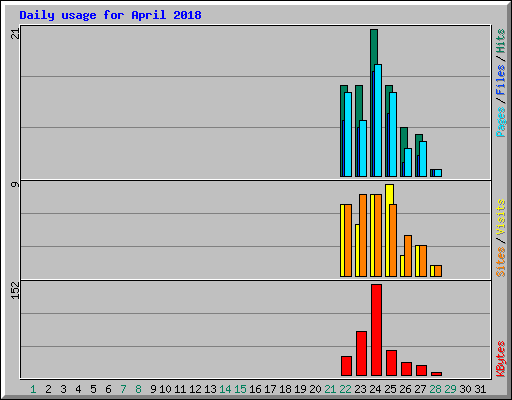 Daily usage for April 2018
21
Pages / Files / Hits
9
Sites / Visits
152
KBytes
1 2 3 4 5 6 7 8 9 10 11 12 13 14 15 16 17 18 19 20 21 22 23 24 25 26 27 28 29 30 31